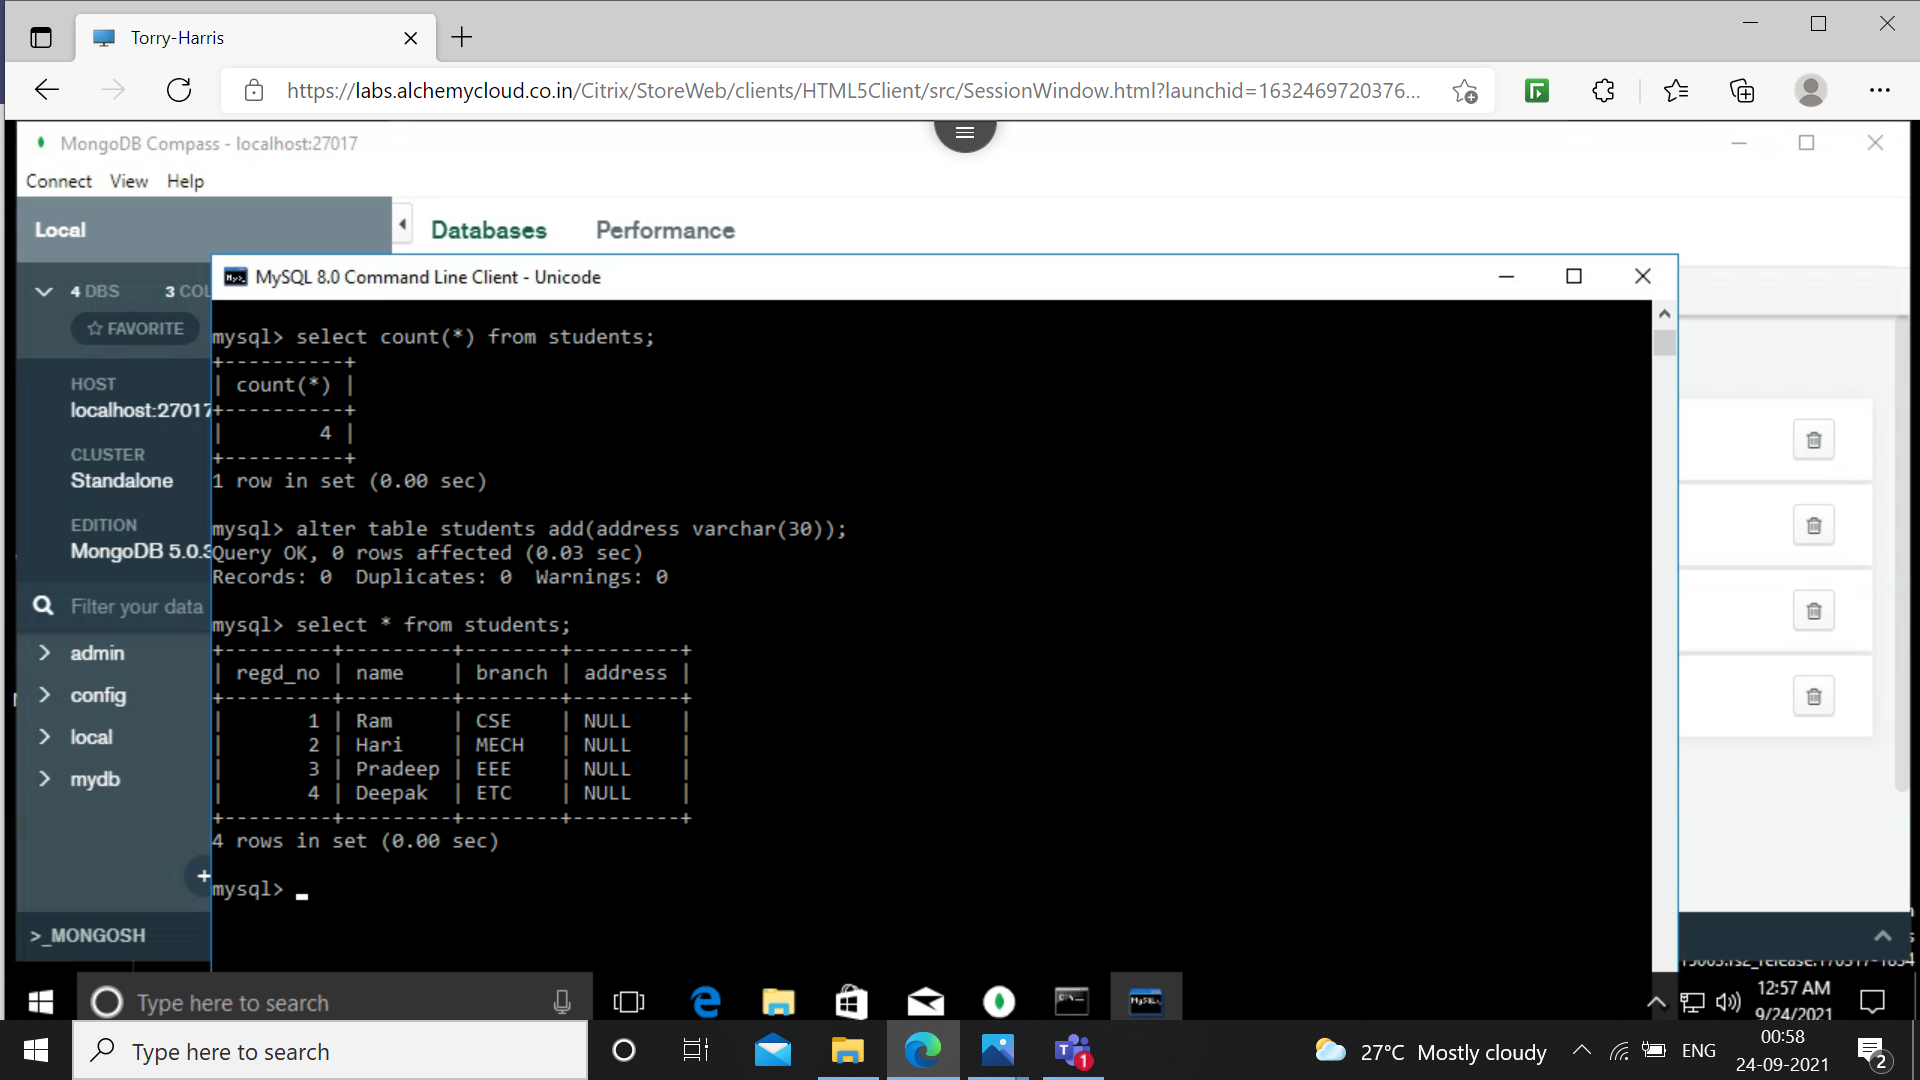 Torry-Harris
https://labs.alchemycloud.co.in/Citrix/StoreWeb/clients/HTML5Client/src/SessionWindow.html?launchid=1632469720376...
MongoDB Compass - localhost:27017
Connect View Help
Local
Databases Performance
4 DBS 3 COL
FAVORITE
HOST
localhost:27017
CLUSTER
Standalone
EDITION
MongoDB 5.0.3
Filter your data
admin
config
local
mydb
+
>_MONGOSH
MySQL 8.0 Command Line Client - Unicode
mysql> select count(*) from students;
+----------+
| count(*) |
+----------+
|        4 |
+----------+
1 row in set (0.00 sec)
mysql> alter table students add(address varchar(30));
Query OK, 0 rows affected (0.03 sec)
Records: 0  Duplicates: 0  Warnings: 0
mysql> select * from students;
+---------+---------+--------+---------+
| regd_no | name    | branch | address |
+---------+---------+--------+---------+
|       1 | Ram     | CSE    | NULL    |
|       2 | Hari    | MECH   | NULL    |
|       3 | Pradeep | EEE    | NULL    |
|       4 | Deepak  | ETC    | NULL    |
+---------+---------+--------+---------+
4 rows in set (0.00 sec)
mysql>
Type here to search
12:57 AM
9/24/2021
Type here to search
27°C Mostly cloudy
ENG
00:58
24-09-2021
1
2